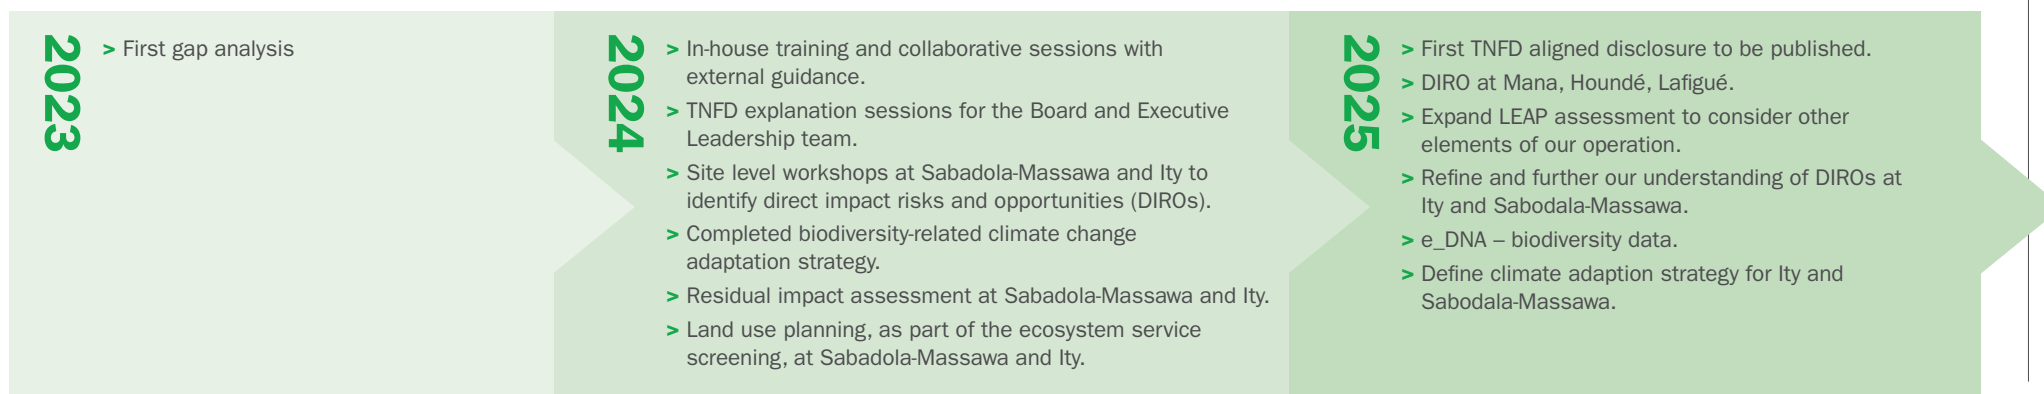 2023
> First gap analysis
2024
> In-house training and collaborative sessions with
external guidance.
> TNFD explanation sessions for the Board and Executive
Leadership team.
> Site level workshops at Sabadola-Massawa and Ity to
identify direct impact risks and opportunities (DIROs).
> Completed biodiversity-related climate change
adaptation strategy.
> Residual impact assessment at Sabadola-Massawa and Ity.
> Land use planning, as part of the ecosystem service
screening, at Sabadola-Massawa and Ity.
2025
> First TNFD aligned disclosure to be published.
> DIRO at Mana, Houndé, Lafigué.
> Expand LEAP assessment to consider other
elements of our operation.
> Refine and further our understanding of DIROs at
Ity and Sabodala-Massawa.
> e_DNA – biodiversity data.
> Define climate adaption strategy for Ity and
Sabodala-Massawa.